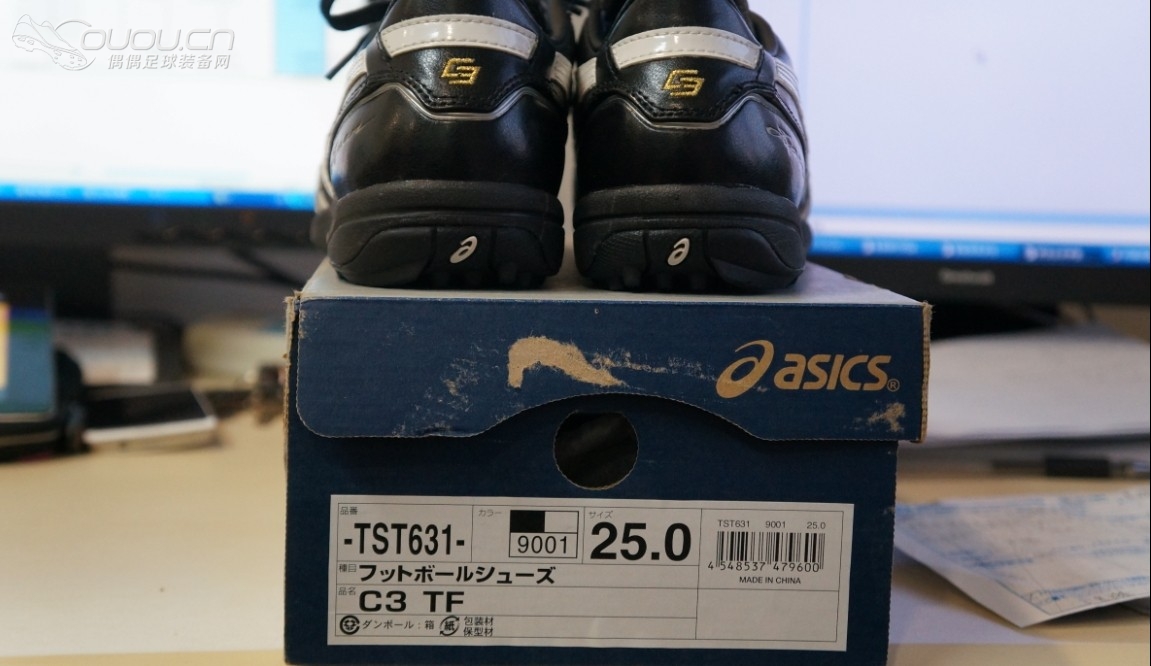 ouou.cn
偶偶足球装备网
asics®
品番
-TST631-
カラー
9001
サイズ
25.0
TST631 9001 25.0
4 548537 479600
MADE IN CHINA
種目 フットボールシューズ
品名 C3 TF
ダンボール:箱 紙 包装材
保型材